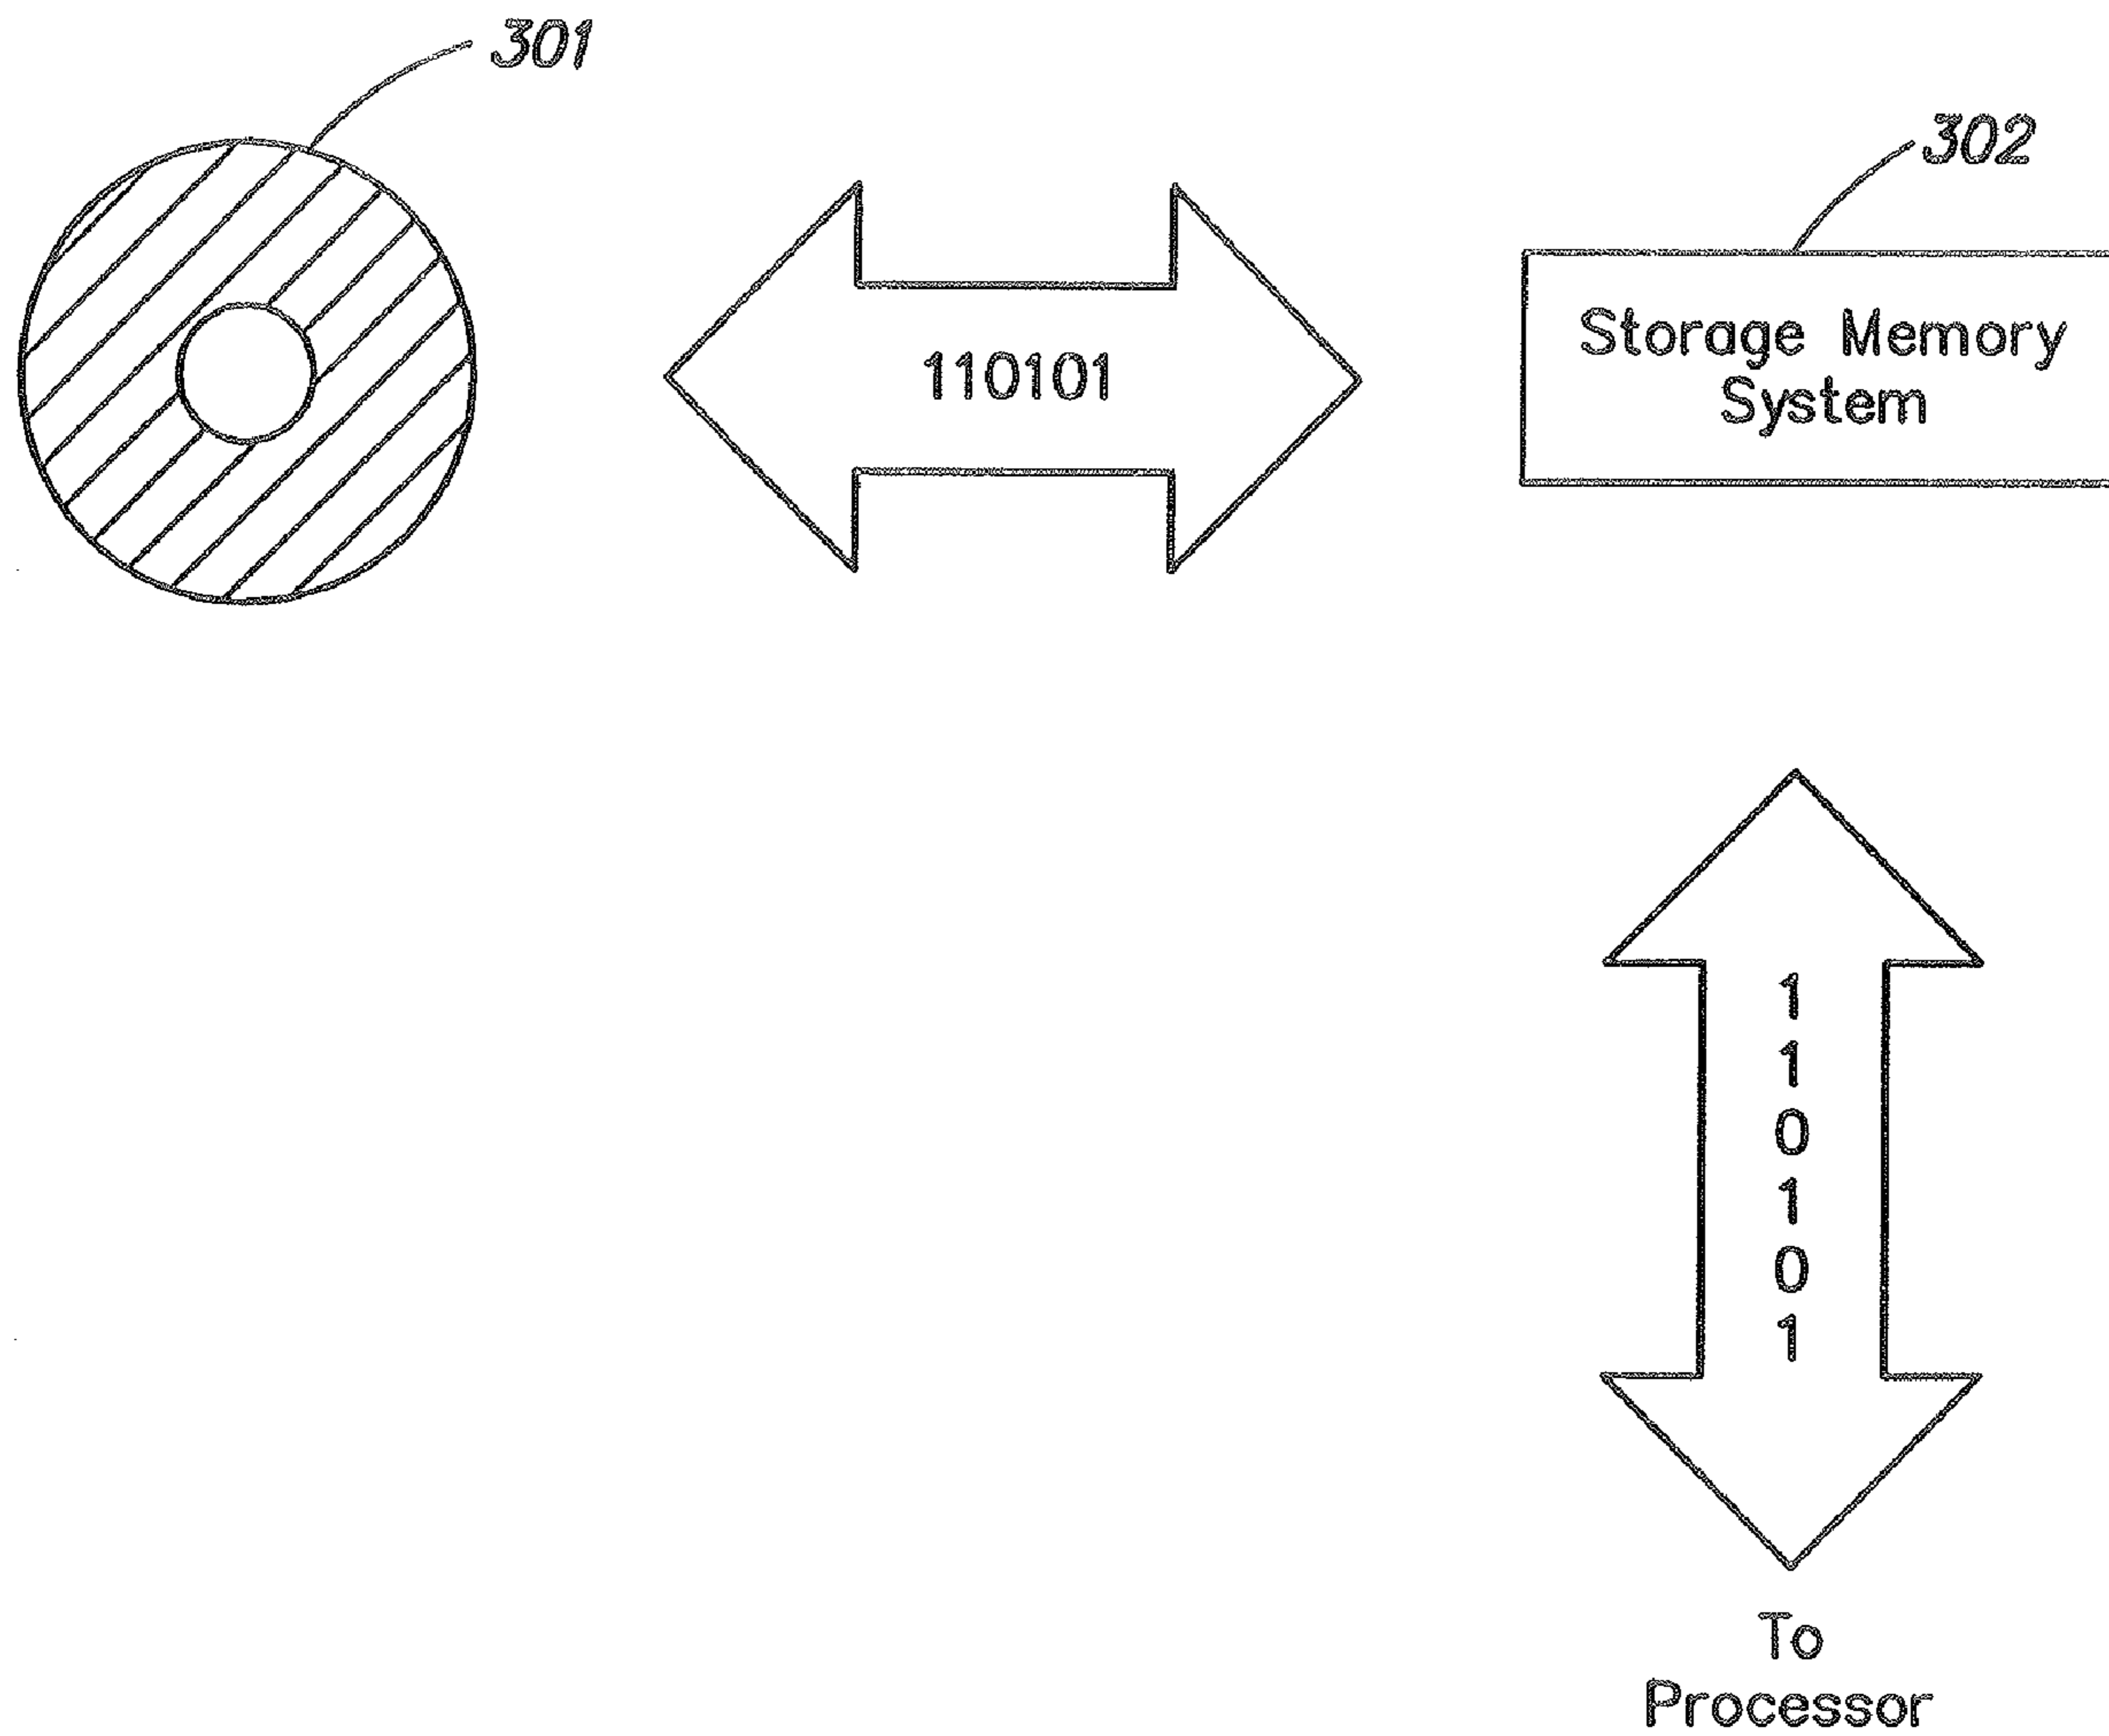 301
302
110101
Storage Memory
System
1
1
0
1
0
1
To
Processor